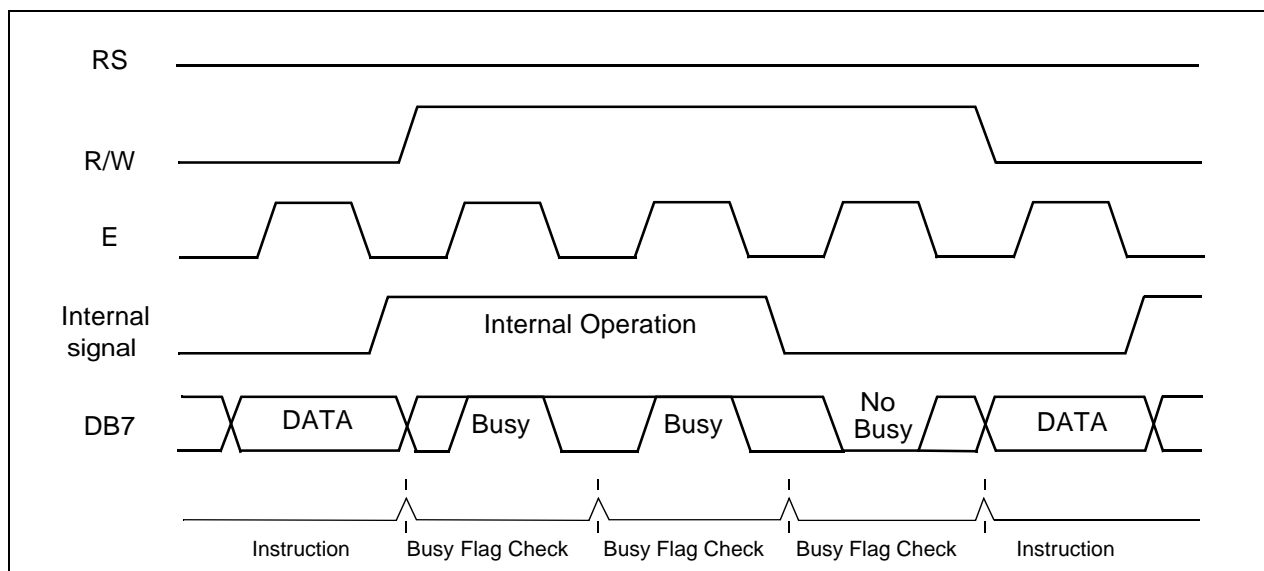 RS
R/W
E
Internal
signal
Internal Operation
DB7
DATA
Busy
Busy
No
Busy
DATA
Instruction
Busy Flag Check
Busy Flag Check
Busy Flag Check
Instruction